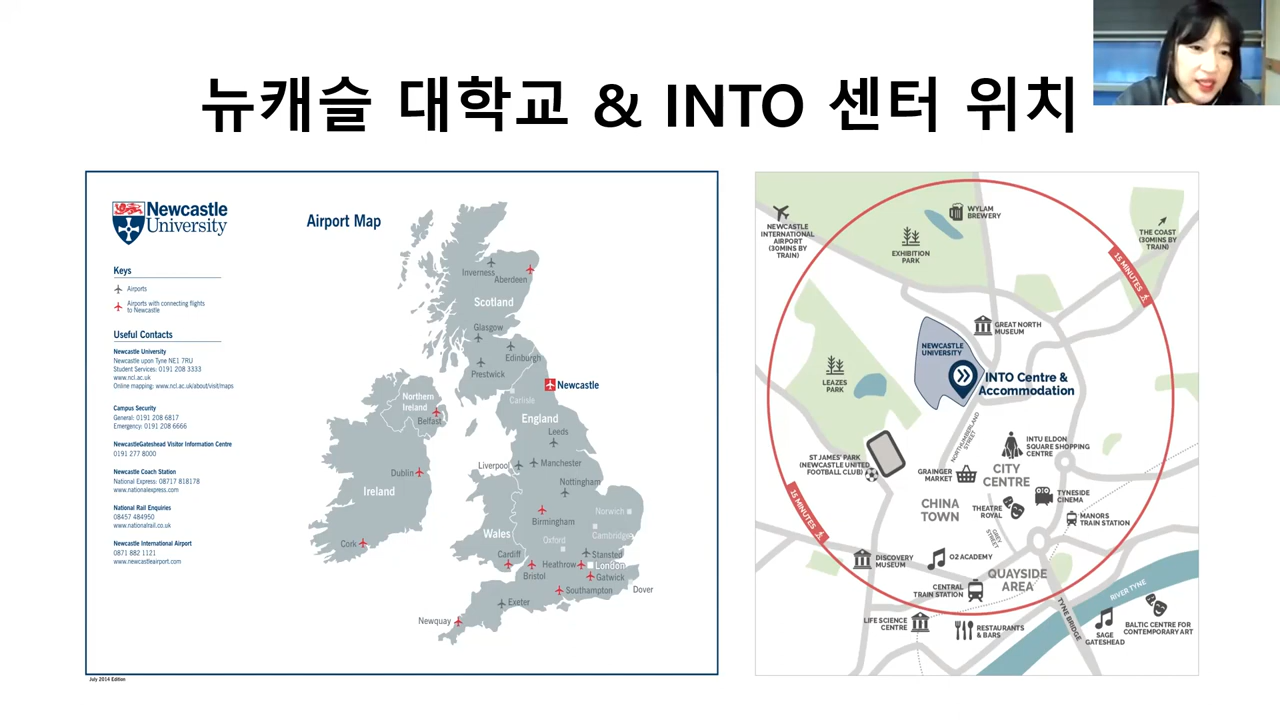 뉴캐슬 대학교 & INTO 센터 위치
Newcastle
University
Airport Map
Keys
Airports
Airports with connecting flights
to Newcastle
Useful Contacts
Newcastle University
Newcastle upon Tyne NE1 7RU
Student Services: 0191 208 3333
www.ncl.ac.uk
Online mapping: www.ncl.ac.uk/about/visit/maps
Campus Security
General: 0191 208 6817
Emergency: 0191 208 6666
NewcastleGateshead Visitor Information Centre
0191 277 8000
Newcastle Coach Station
National Express: 08717 818178
www.nationalexpress.com
National Rail Enquiries
08457 484950
www.nationalrail.co.uk
Newcastle International Airport
0871 882 1121
www.newcastleairport.com
Inverness
Aberdeen
Scotland
Glasgow
Edinburgh
Prestwick
Newcastle
Carlisle
Northern
Ireland
Belfast
England
Leeds
Liverpool
Manchester
Dublin
Nottingham
Ireland
Norwich
Birmingham
Wales
Oxford
Cambridge
Cork
Cardiff
Stansted
Heathrow
London
Bristol
Gatwick
Southampton
Dover
Exeter
Newquay
July 2014 Edition
NEWCASTLE
INTERNATIONAL
AIRPORT
(30MINS BY
TRAIN)
WYLAM
BREWERY
EXHIBITION
PARK
THE COAST
(30MINS BY
TRAIN)
15 MINUTES
GREAT NORTH
MUSEUM
NEWCASTLE
UNIVERSITY
INTO Centre &
Accommodation
LEAZES
PARK
NORTHUMBERLAND
STREET
INTU ELDON
SQUARE SHOPPING
CENTRE
ST JAMES' PARK
(NEWCASTLE UNITED
FOOTBALL CLUB)
GRAINGER
MARKET
CITY
CENTRE
CHINA
TOWN
THEATRE
ROYAL
TYNESIDE
CINEMA
MANORS
TRAIN STATION
15 MINUTES
GREY
STREET
DISCOVERY
MUSEUM
O2 ACADEMY
QUAYSIDE
AREA
CENTRAL
TRAIN STATION
RIVER TYNE
TYNE BRIDGE
LIFE SCIENCE
CENTRE
RESTAURANTS
& BARS
SAGE
GATESHEAD
BALTIC CENTRE FOR
CONTEMPORARY ART